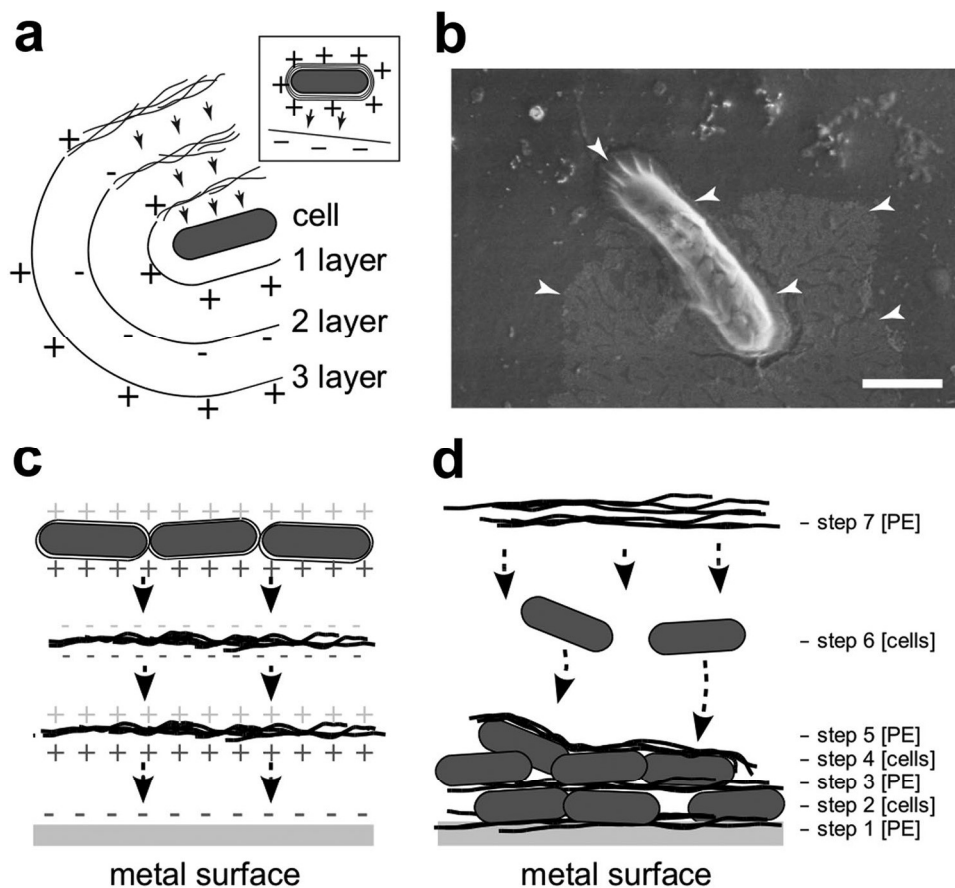 a
cell
1 layer
2 layer
3 layer
b
c
metal surface
d
step 7 [PE]
step 6 [cells]
step 5 [PE]
step 4 [cells]
step 3 [PE]
step 2 [cells]
step 1 [PE]
metal surface